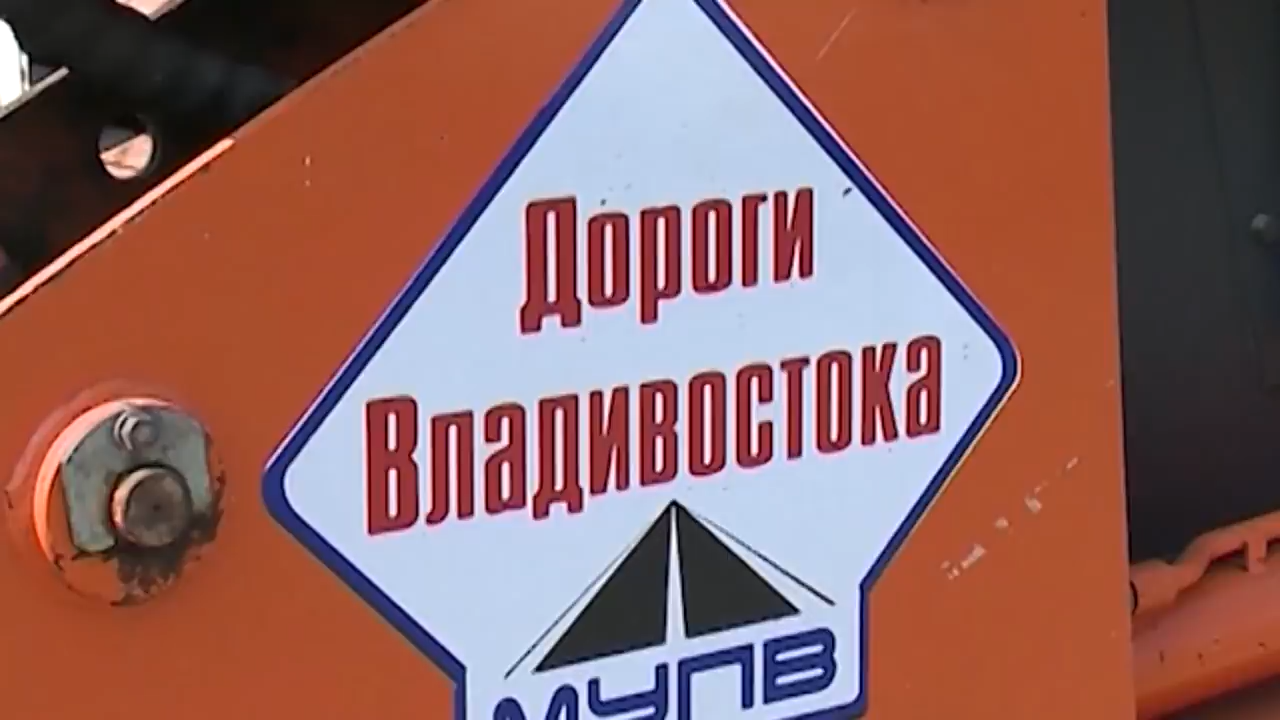 Дороги
Владивостока
МУПВ